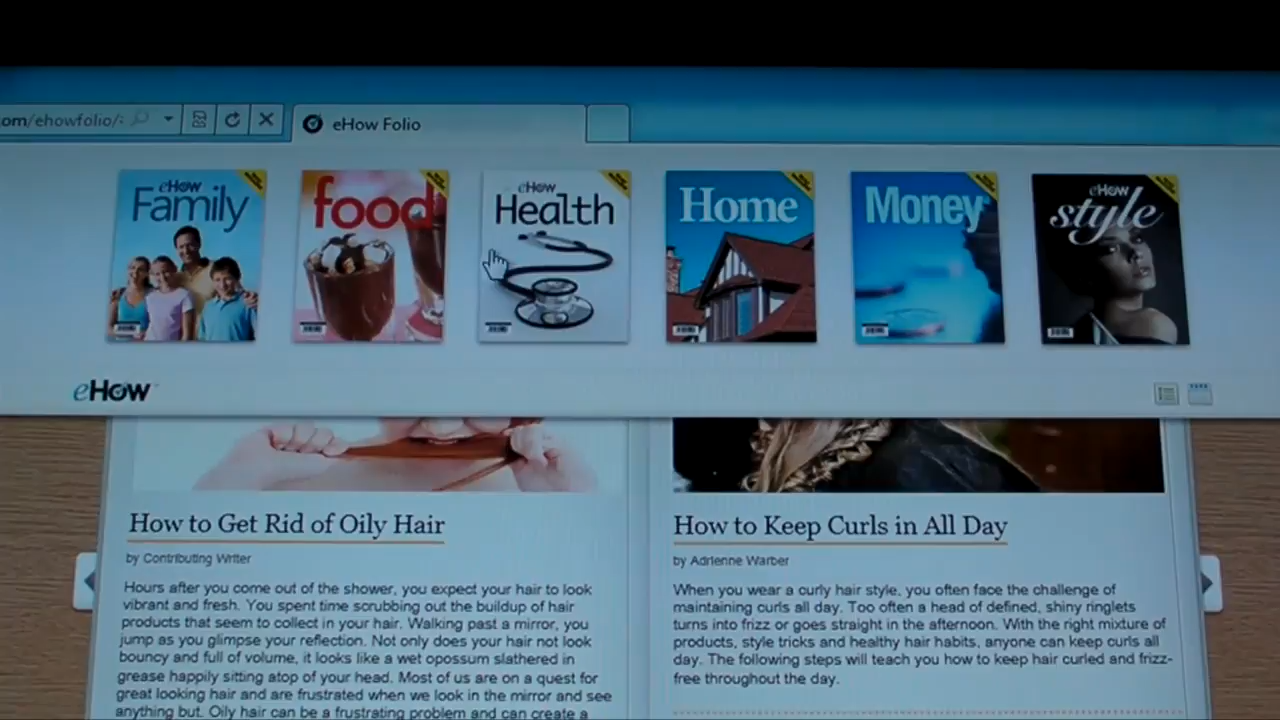 om/ehowfolio/
eHow Folio
eHow
Family
food
eHow
Health
Home
Money
eHow
style
eHow
How to Get Rid of Oily Hair
by Contributing Writer
Hours after you come out of the shower, you expect your hair to look
vibrant and fresh. You spent time scrubbing out the buildup of hair
products that seem to collect in your hair. Walking past a mirror, you
jump as you glimpse your reflection. Not only does your hair not look
bouncy and full of volume, it looks like a wet opossum slathered in
grease happily sitting atop of your head. Most of us are on a quest for
great looking hair and are frustrated when we look in the mirror and see
anything but. Oily hair can be a frustrating problem and can create a
How to Keep Curls in All Day
by Adrienne Warber
When you wear a curly hair style, you often face the challenge of
maintaining curls all day. Too often a head of defined, shiny ringlets
turns into frizz or goes straight in the afternoon. With the right mixture of
products, style tricks and healthy hair habits, anyone can keep curls all
day. The following steps will teach you how to keep hair curled and frizz-
free throughout the day.